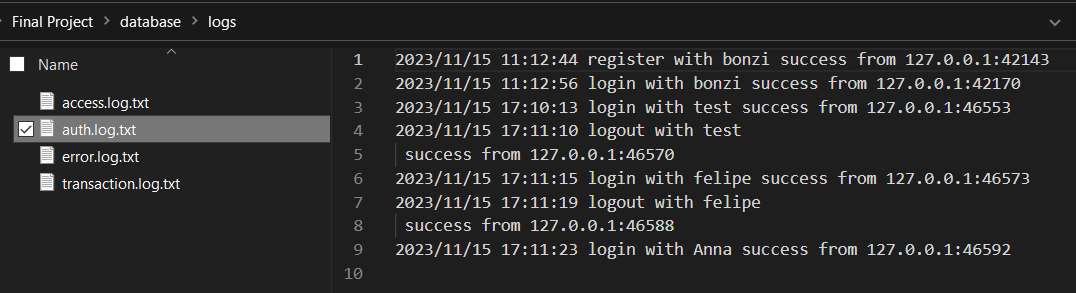 Final Project > database > logs
Name
access.log.txt
auth.log.txt
error.log.txt
transaction.log.txt
1 2023/11/15 11:12:44 register with bonzi success from 127.0.0.1:42143
2 2023/11/15 11:12:56 login with bonzi success from 127.0.0.1:42170
3 2023/11/15 17:10:13 login with test success from 127.0.0.1:46553
4 2023/11/15 17:11:10 logout with test
5 success from 127.0.0.1:46570
6 2023/11/15 17:11:15 login with felipe success from 127.0.0.1:46573
7 2023/11/15 17:11:19 logout with felipe
8 success from 127.0.0.1:46588
9 2023/11/15 17:11:23 login with Anna success from 127.0.0.1:46592
10